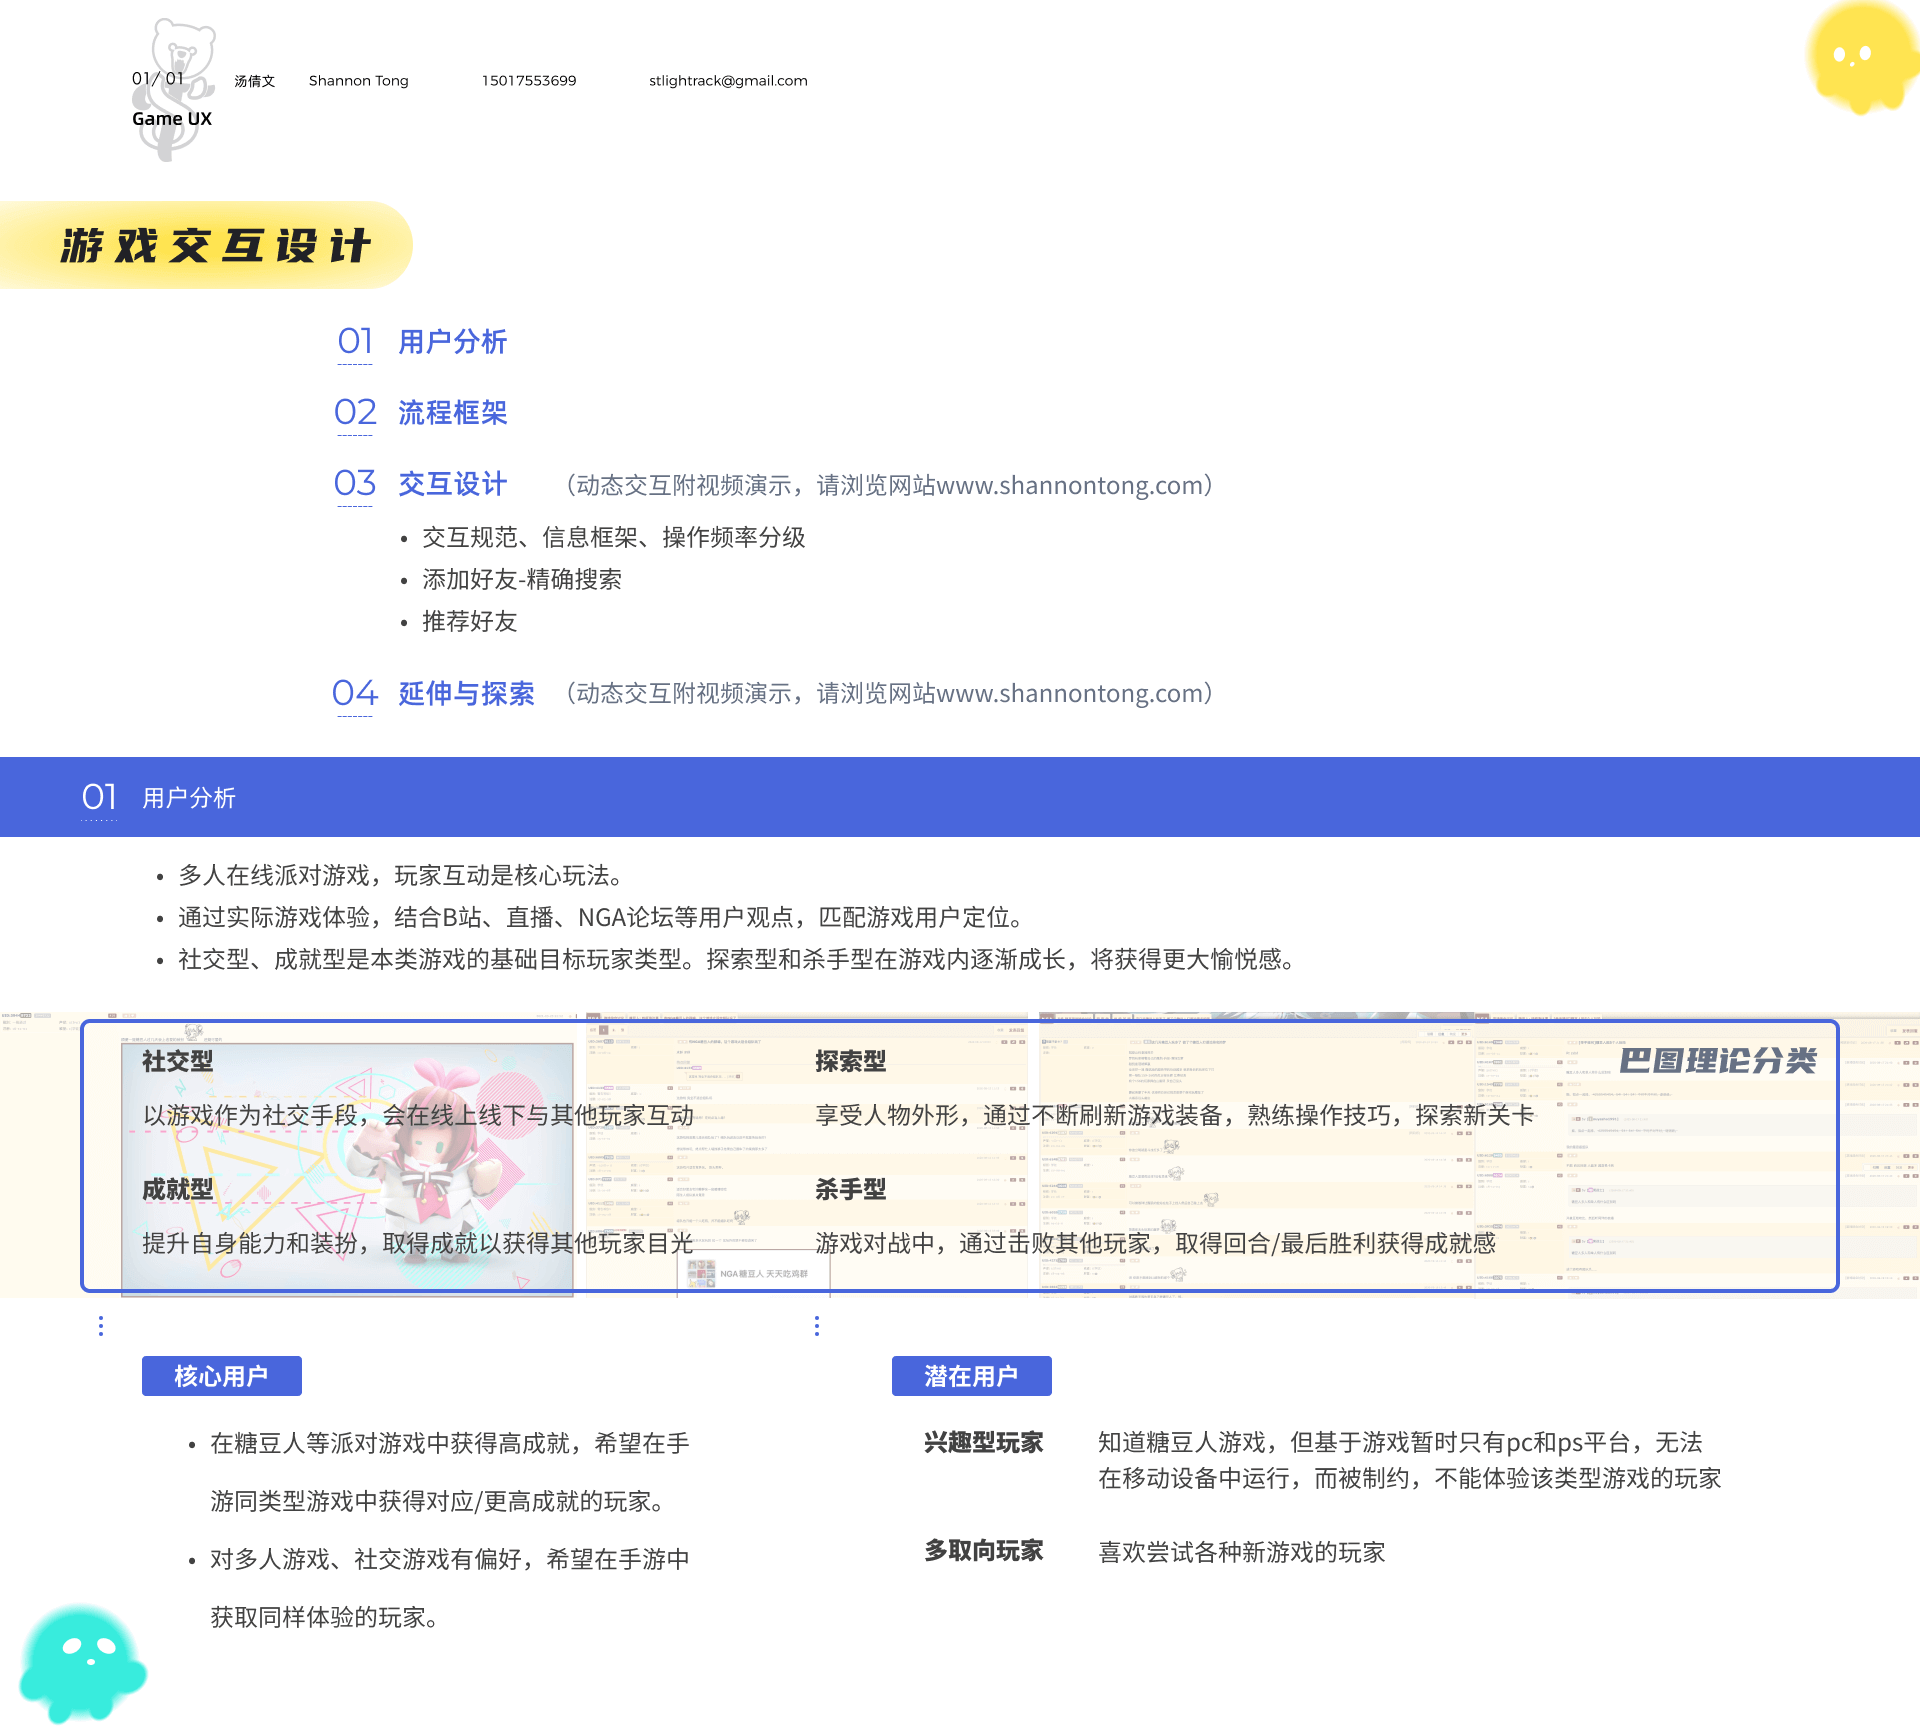 01/ 01
汤倩文
Shannon Tong
15017553699
stlightrack@gmail.com
Game UX
游戏交互设计
01 用户分析
02 流程框架
03 交互设计 （动态交互附视频演示，请浏览网站www.shannontong.com）
• 交互规范、信息框架、操作频率分级
• 添加好友-精确搜索
• 推荐好友
04 延伸与探索 （动态交互附视频演示，请浏览网站www.shannontong.com）
01 用户分析
• 多人在线派对游戏，玩家互动是核心玩法。
• 通过实际游戏体验，结合B站、直播、NGA论坛等用户观点，匹配游戏用户定位。
• 社交型、成就型是本类游戏的基础目标玩家类型。探索型和杀手型在游戏内逐渐成长，将获得更大愉悦感。
巴图理论分类
社交型
以游戏作为社交手段，会在线上线下与其他玩家互动
探索型
享受人物外形，通过不断刷新游戏装备，熟练操作技巧，探索新关卡
成就型
提升自身能力和装扮，取得成就以获得其他玩家目光
杀手型
游戏对战中，通过击败其他玩家，取得回合/最后胜利获得成就感
NGA糖豆人 天天吃鸡群
核心用户
• 在糖豆人等派对游戏中获得高成就，希望在手
游同类型游戏中获得对应/更高成就的玩家。
• 对多人游戏、社交游戏有偏好，希望在手游中
获取同样体验的玩家。
潜在用户
兴趣型玩家
知道糖豆人游戏，但基于游戏暂时只有pc和ps平台，无法
在移动设备中运行，而被制约，不能体验该类型游戏的玩家
多取向玩家
喜欢尝试各种新游戏的玩家